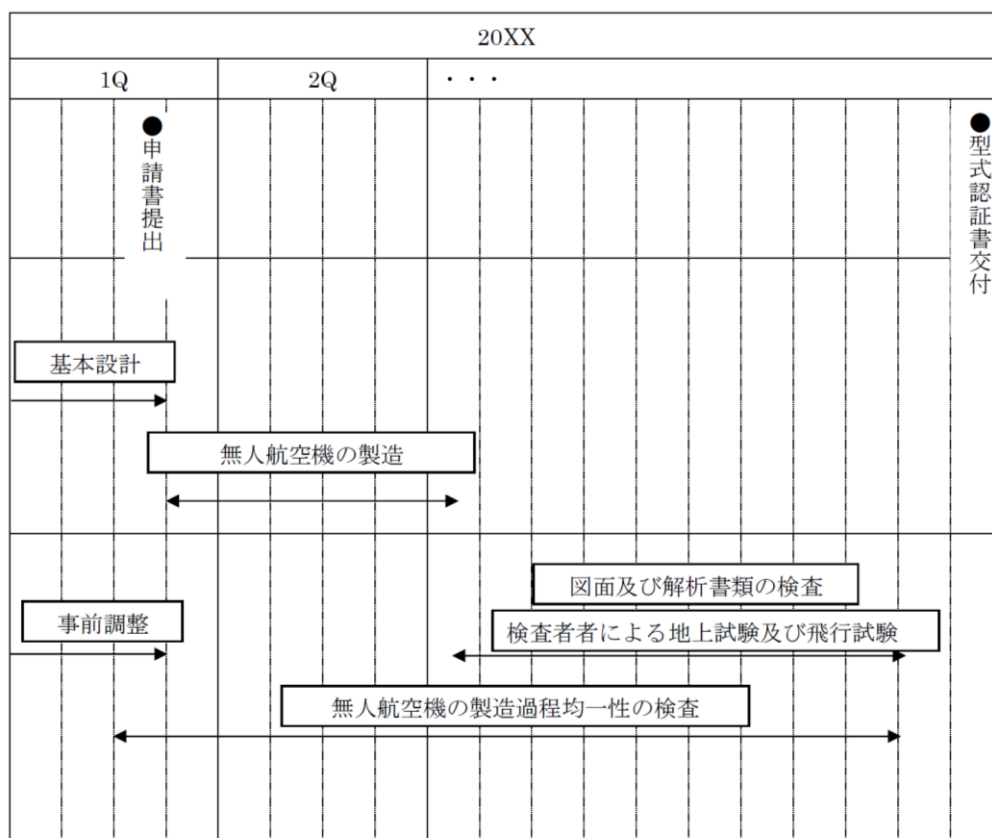 20XX
1Q
2Q
・・・
●申請書提出
●型式認証書交付
基本設計
無人航空機の製造
図面及び解析書類の検査
事前調整
検査者者による地上試験及び飛行試験
無人航空機の製造過程均一性の検査